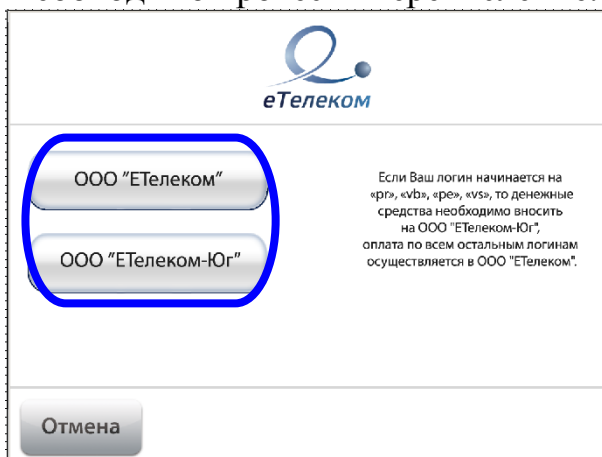 еТелеком
ООО "ЕТелеком"
ООО "ЕТелеком-Юг"
Если Ваш логин начинается на
«pr», «vb», «pe», «vs», то денежные
средства необходимо вносить
на ООО "ЕТелеком-Юг",
оплата по всем остальным логинам
осуществляется в ООО "ЕТелеком".
Отмена